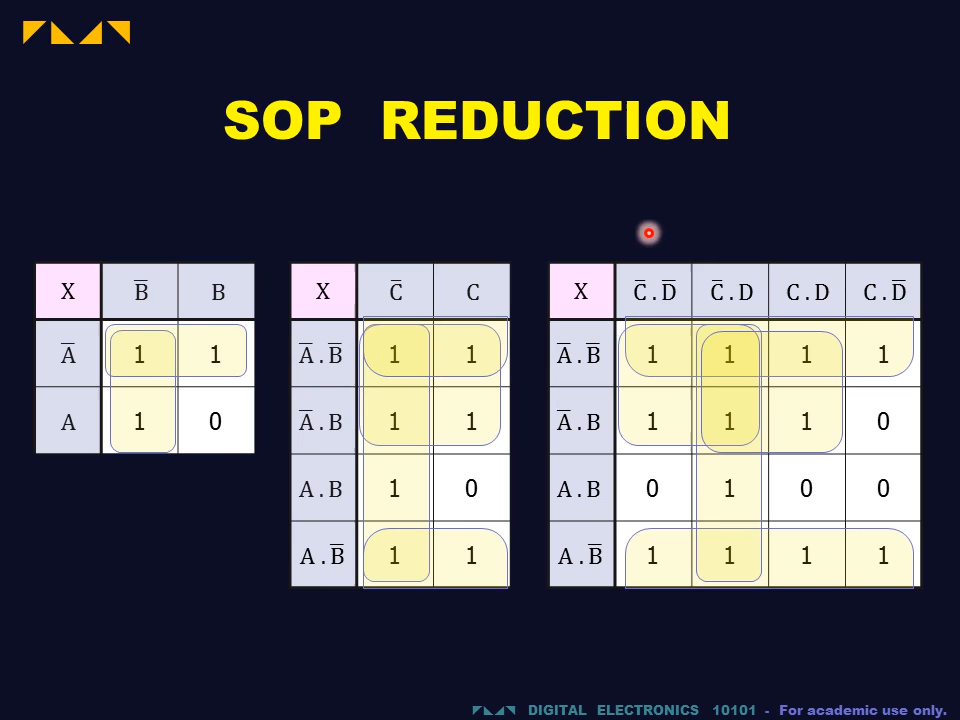 SOP REDUCTION
X B̅ B
A̅ 1 1
A 1 0
X C̅ C
A̅.B̅ 1 1
A̅.B 1 1
A.B 1 0
A.B̅ 1 1
X C̅.D̅ C̅.D C.D C.D̅
A̅.B̅ 1 1 1 1
A̅.B 1 1 1 0
A.B 0 1 0 0
A.B̅ 1 1 1 1
DIGITAL ELECTRONICS 10101 - For academic use only.